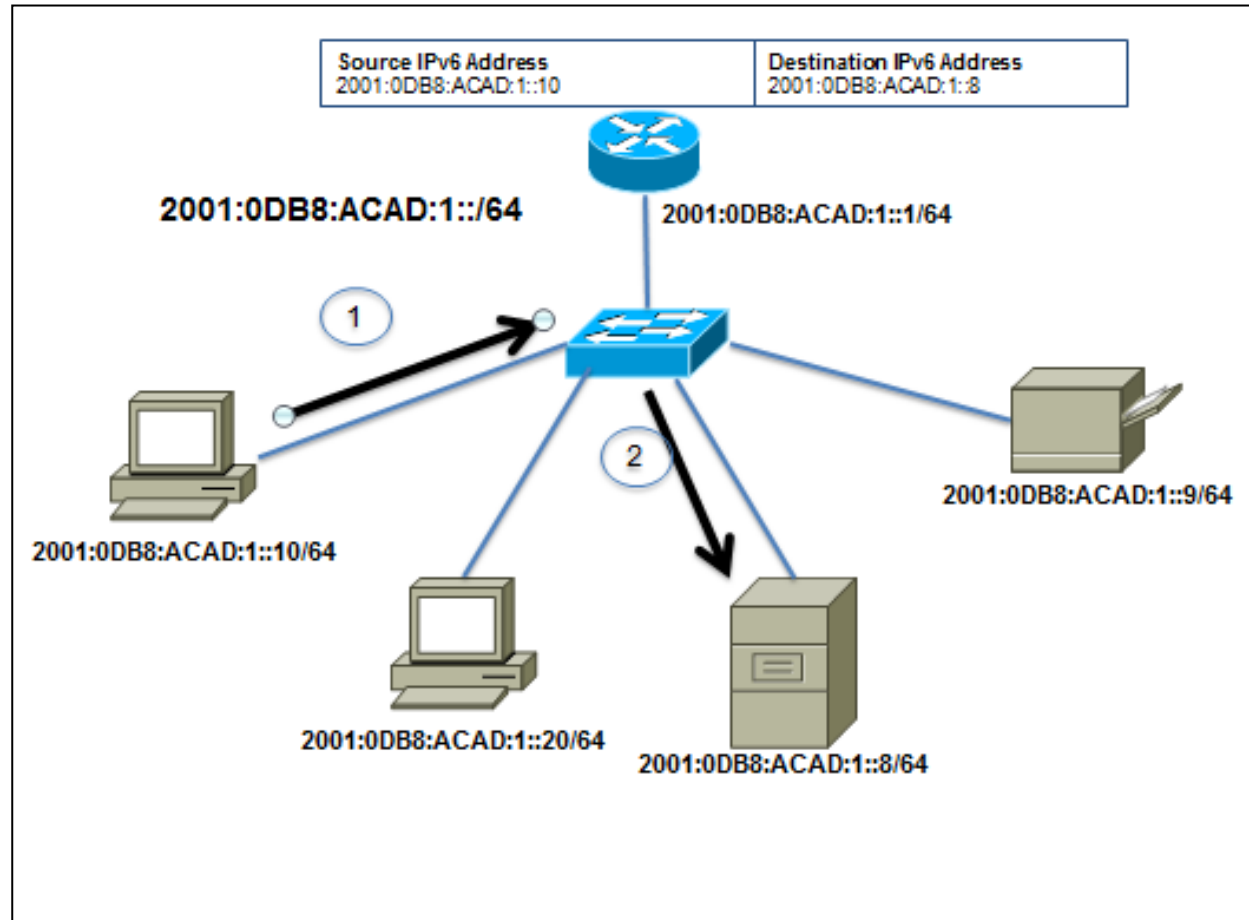 Source IPv6 Address
2001:0DB8:ACAD:1::10
Destination IPv6 Address
2001:0DB8:ACAD:1::8
2001:0DB8:ACAD:1::/64
2001:0DB8:ACAD:1::1/64
1
2
2001:0DB8:ACAD:1::9/64
2001:0DB8:ACAD:1::10/64
2001:0DB8:ACAD:1::20/64
2001:0DB8:ACAD:1::8/64